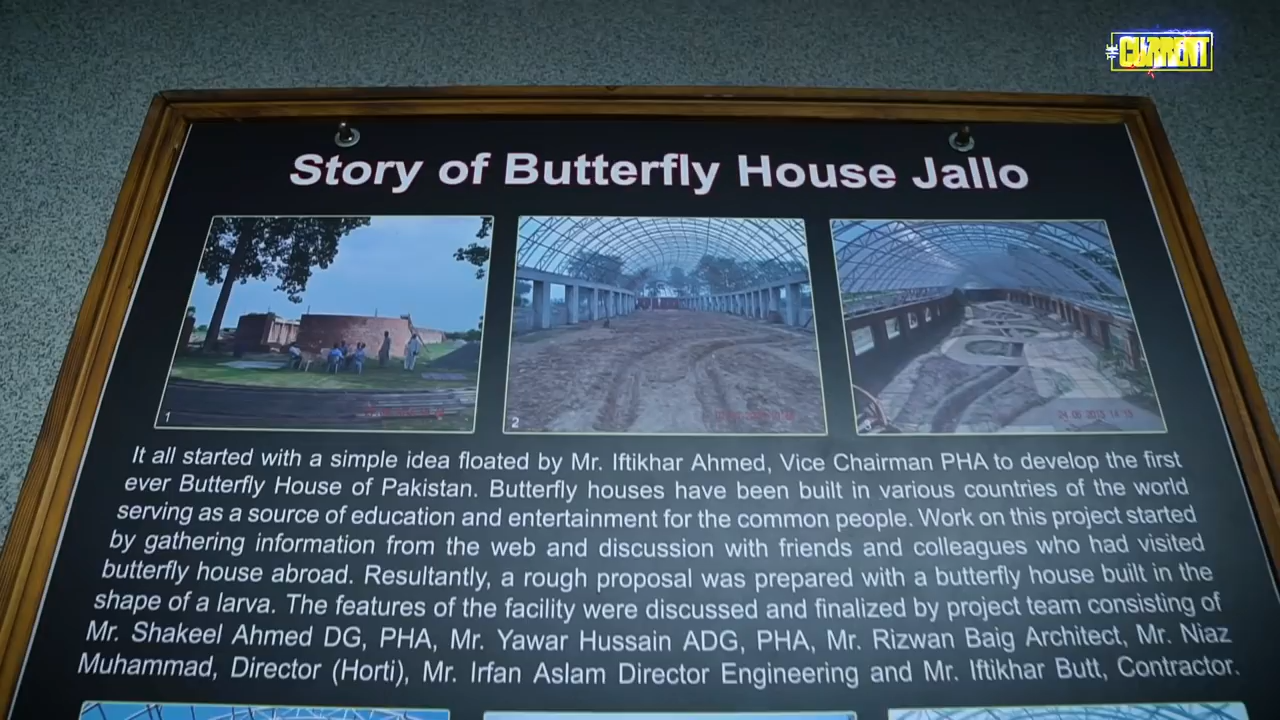 THE CURRENT
Story of Butterfly House Jallo
1
2
24 06 2013 14:13
It all started with a simple idea floated by Mr. Iftikhar Ahmed, Vice Chairman PHA to develop the first
ever Butterfly House of Pakistan. Butterfly houses have been built in various countries of the world
serving as a source of education and entertainment for the common people. Work on this project started
by gathering information from the web and discussion with friends and colleagues who had visited
butterfly house abroad. Resultantly, a rough proposal was prepared with a butterfly house built in the
shape of a larva. The features of the facility were discussed and finalized by project team consisting of
Mr. Shakeel Ahmed DG, PHA, Mr. Yawar Hussain ADG, PHA, Mr. Rizwan Baig Architect, Mr. Niaz
Muhammad, Director (Horti), Mr. Irfan Aslam Director Engineering and Mr. Iftikhar Butt, Contractor.